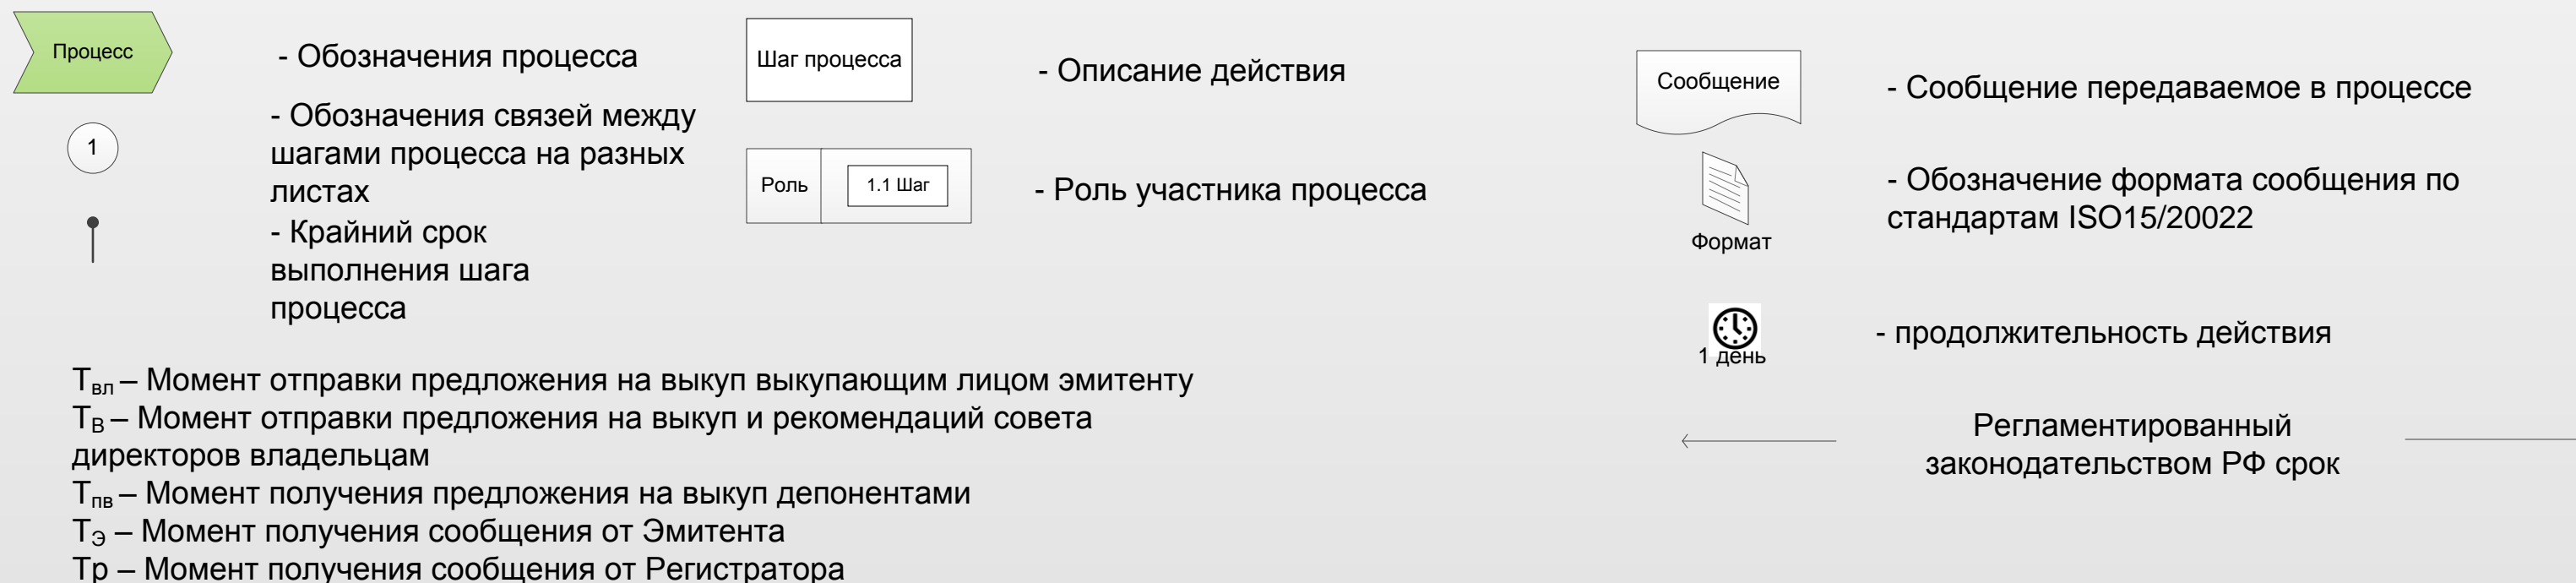 Процесс
- Обозначения процесса
1
- Обозначения связей между
шагами процесса на разных
листах
- Крайний срок
выполнения шага
процесса
Шаг процесса
- Описание действия
Роль
1.1 Шаг
- Роль участника процесса
Сообщение
- Сообщение передаваемое в процессе
Формат
- Обозначение формата сообщения по
стандартам ISO15/20022
1 день
- продолжительность действия
Регламентированный
законодательством РФ срок
Твл – Момент отправки предложения на выкуп выкупающим лицом эмитенту
ТВ – Момент отправки предложения на выкуп и рекомендаций совета
директоров владельцам
Тпв – Момент получения предложения на выкуп депонентами
ТЭ – Момент получения сообщения от Эмитента
Тр – Момент получения сообщения от Регистратора